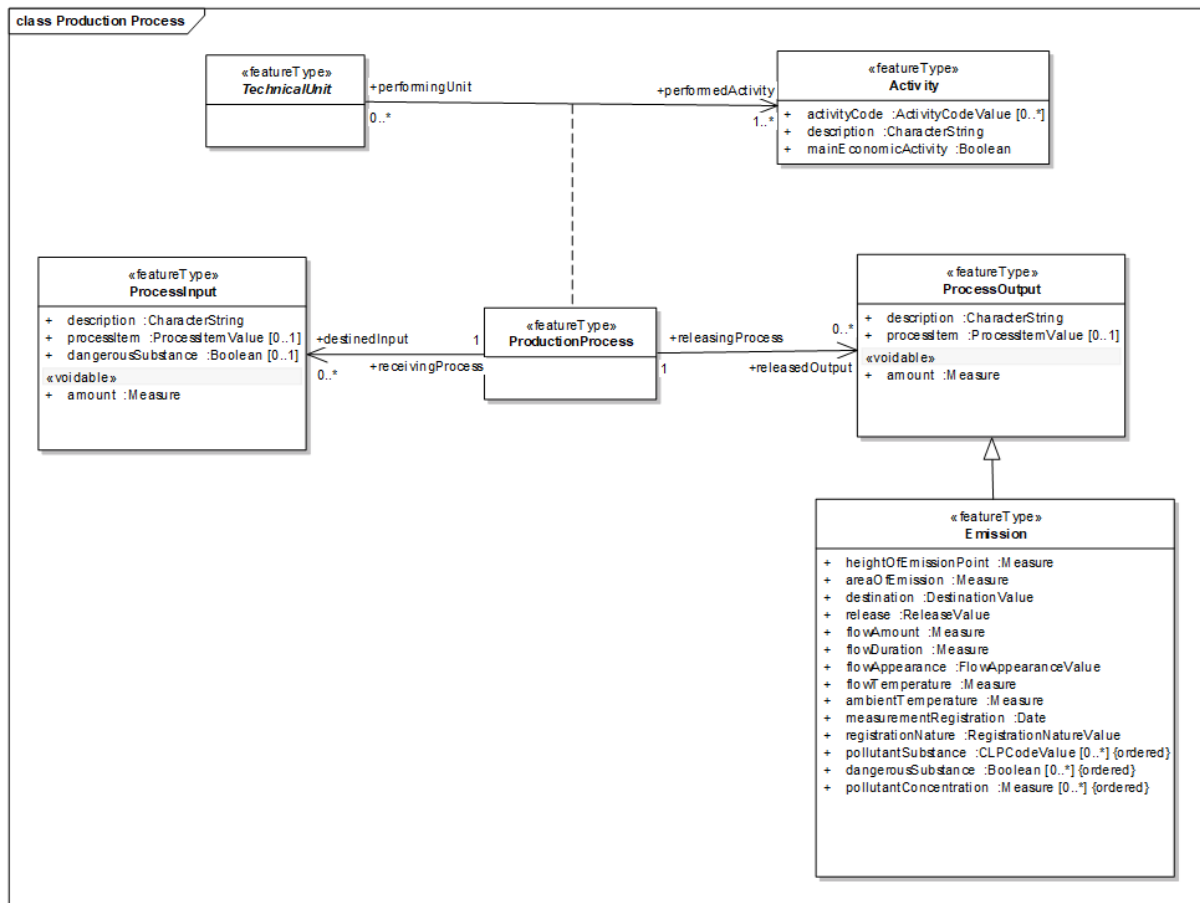 class Production Process
«featureType»
TechnicalUnit
+performingUnit
0..*
+performedActivity
1..*
«featureType»
Activity
+ activityCode :ActivityCodeValue [0..*]
+ description :CharacterString
+ mainEconomicActivity :Boolean
«featureType»
ProcessInput
+ description :CharacterString
+ processItem :ProcessItemValue [0..1]
+ dangerousSubstance :Boolean [0..1]
«voidable»
+ amount :Measure
+destinedInput
0..*
1
+receivingProcess
«featureType»
ProductionProcess
+releasingProcess
1
0..*
+releasedOutput
«featureType»
ProcessOutput
+ description :CharacterString
+ processItem :ProcessItemValue [0..1]
«voidable»
+ amount :Measure
«featureType»
Emission
+ heightOfEmissionPoint :Measure
+ areaOfEmission :Measure
+ destination :DestinationValue
+ release :ReleaseValue
+ flowAmount :Measure
+ flowDuration :Measure
+ flowAppearance :FlowAppearanceValue
+ flowTemperature :Measure
+ ambientTemperature :Measure
+ measurementRegistration :Date
+ registrationNature :RegistrationNatureValue
+ pollutantSubstance :CLPCodeValue [0..*] {ordered}
+ dangerousSubstance :Boolean [0..*] {ordered}
+ pollutantConcentration :Measure [0..*] {ordered}